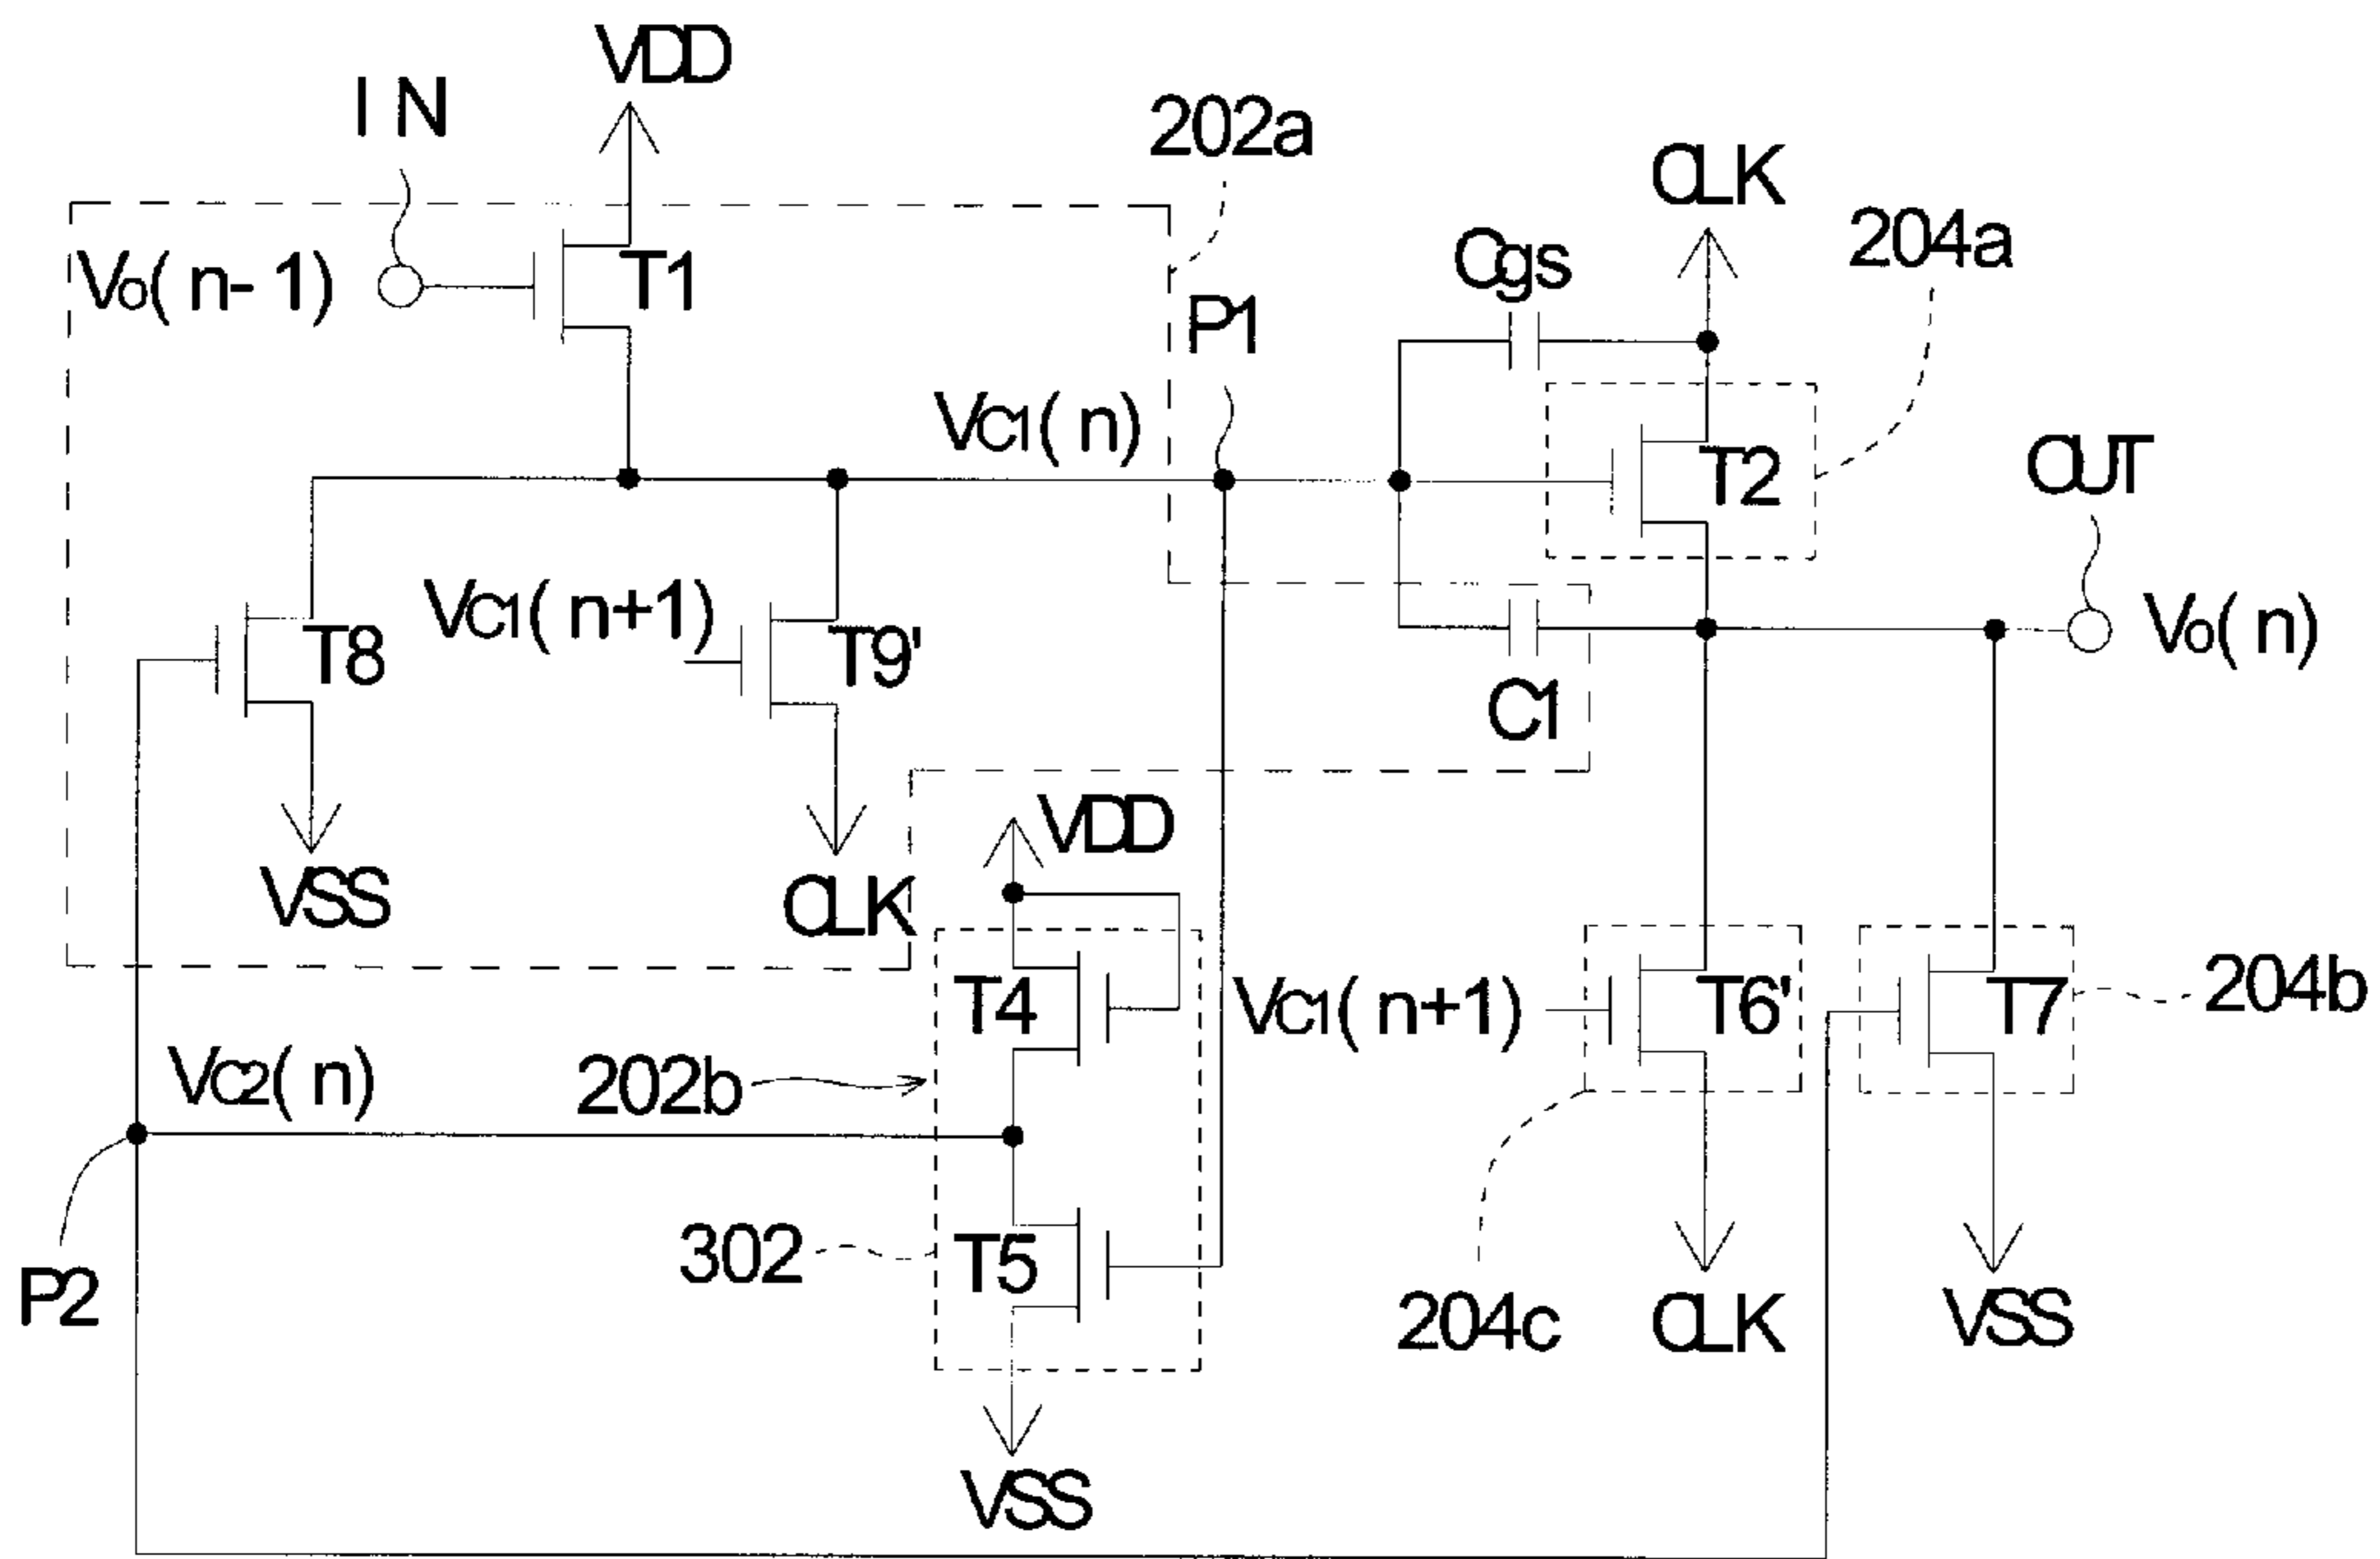 VDD
IN
202a
CLK
204a
Cgs
Vo(n-1)
T1
P1
VC1(n)
T2
OUT
VC1(n+1)
T8
T9'
Vo(n)
C1
VDD
VSS
CLK
T4
VC1(n+1)
T6'
T7
204b
VC2(n)
202b
302
T5
P2
204c
CLK
VSS
VSS